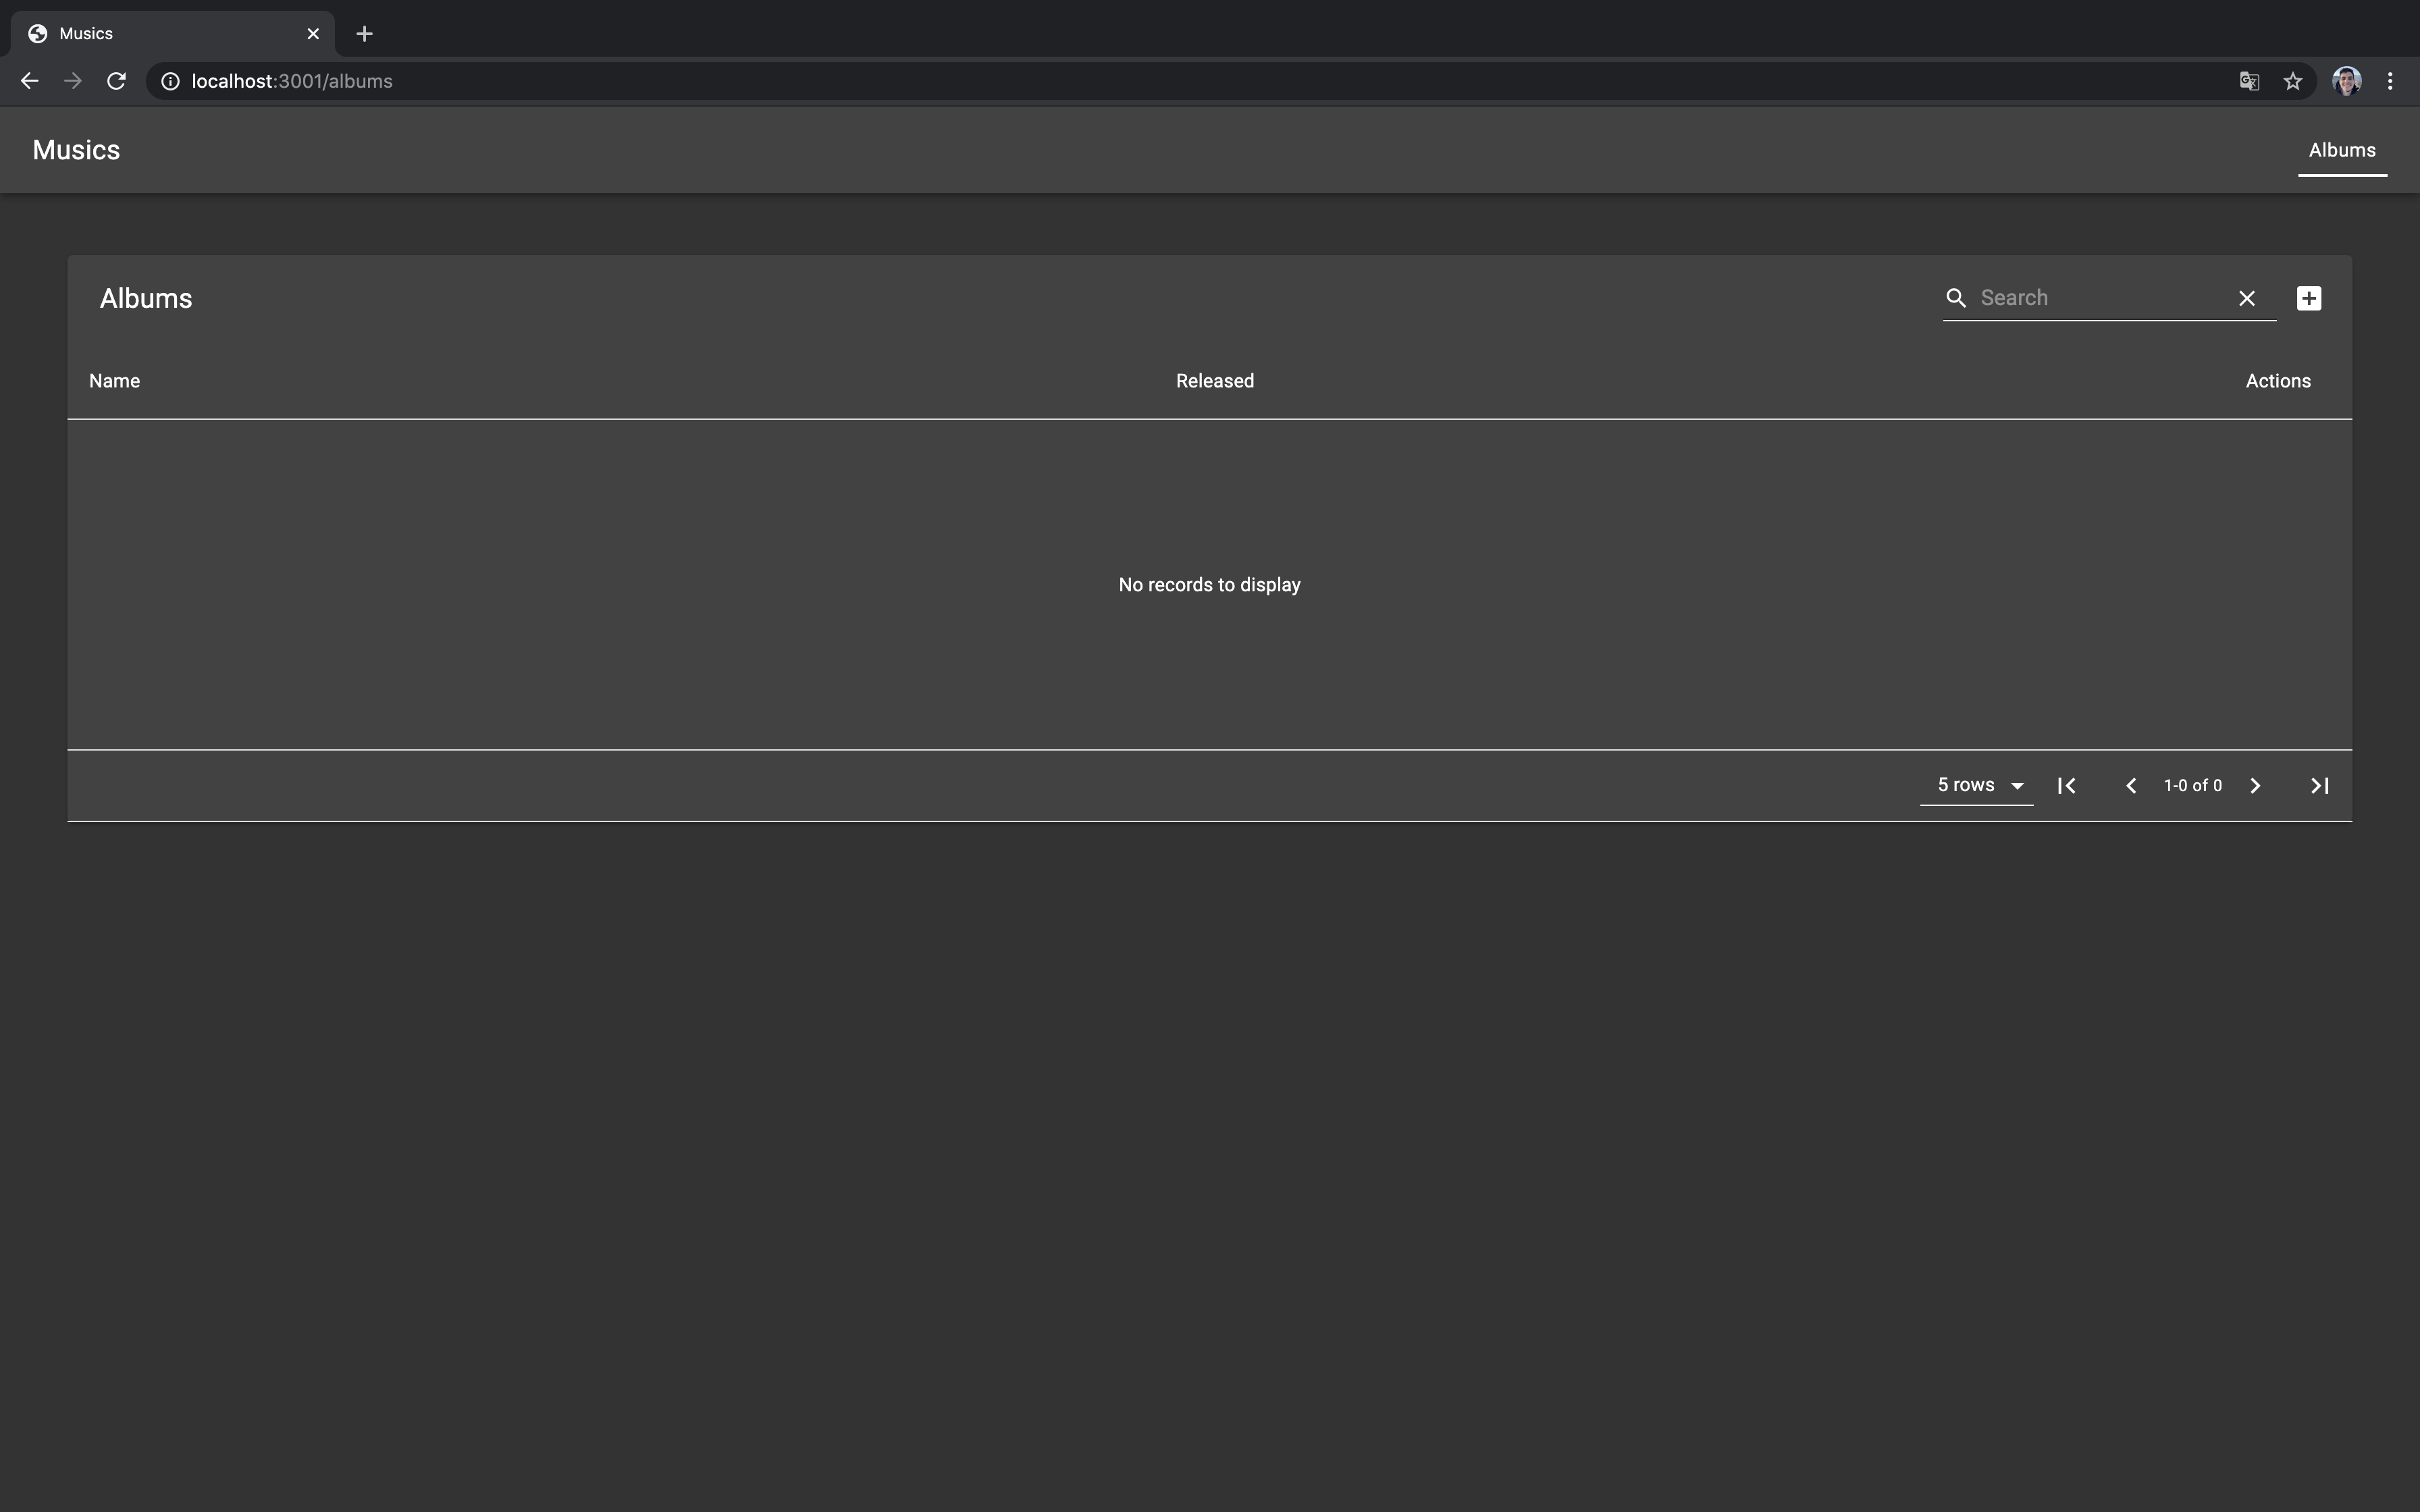 Musics
localhost:3001/albums
Musics
Albums
Albums
Search
Name Released Actions
No records to display
5 rows 1-0 of 0